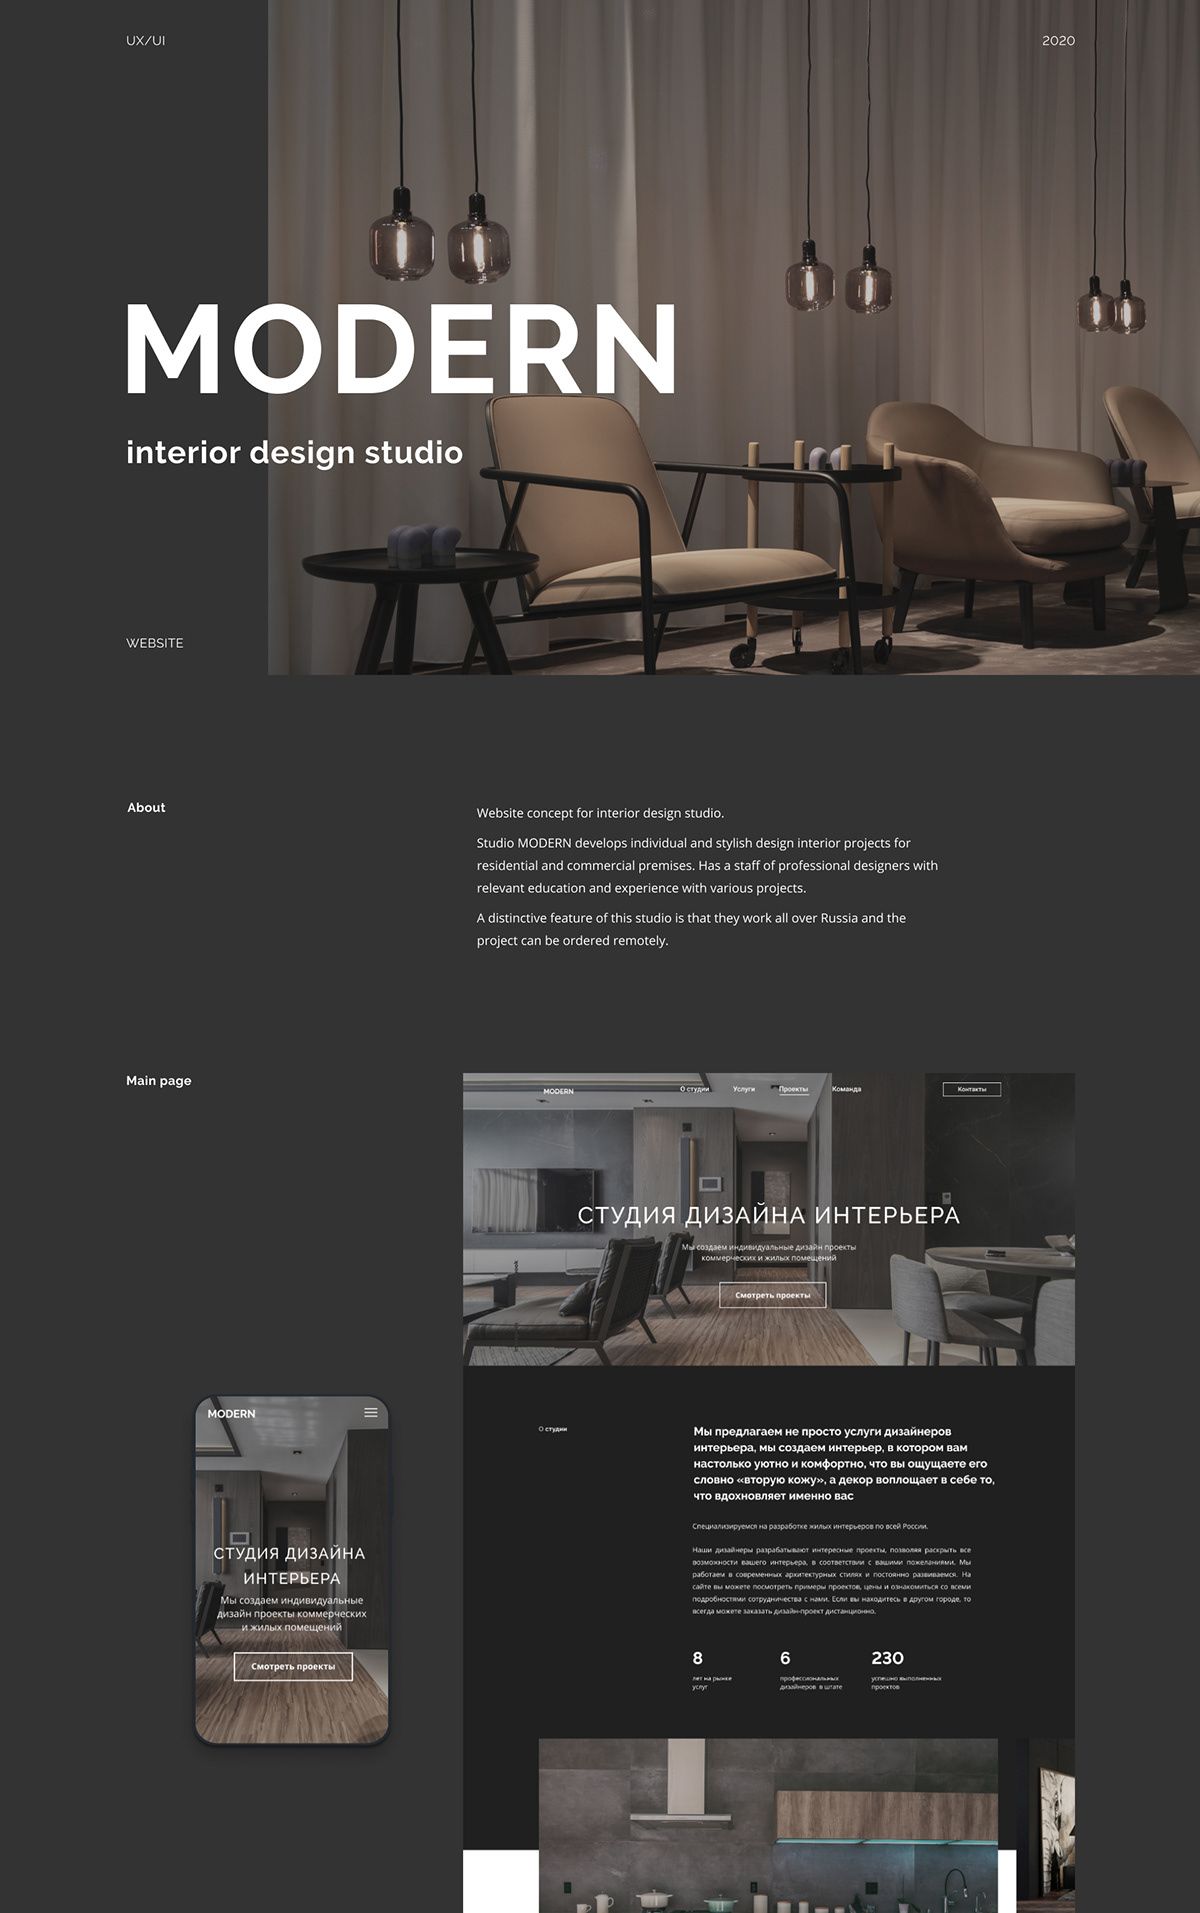 UX/UI
2020
MODERN
interior design studio
WEBSITE
About
Website concept for interior design studio.
Studio MODERN develops individual and stylish design interior projects for
residential and commercial premises. Has a staff of professional designers with
relevant education and experience with various projects.
A distinctive feature of this studio is that they work all over Russia and the
project can be ordered remotely.
Main page
MODERN
О студии
Услуги
Проекты
Команда
Контакты
СТУДИЯ ДИЗАЙНА ИНТЕРЬЕРА
Мы создаем индивидуальные дизайн проекты
коммерческих и жилых помещений
Смотреть проекты
MODERN
СТУДИЯ ДИЗАЙНА
ИНТЕРЬЕРА
Мы создаем индивидуальные
дизайн проекты коммерческих
и жилых помещений
Смотреть проекты
О студии
Мы предлагаем не просто услуги дизайнеров
интерьера, мы создаем интерьер, в котором вам
настолько уютно и комфортно, что вы ощущаете его
словно «вторую кожу», а декор воплощает в себе то,
что вдохновляет именно вас
Специализируемся на разработке жилых интерьеров по всей России.
Наши дизайнеры разрабатывают интересные проекты, позволяя раскрыть все
возможности вашего интерьера, в соответствии с вашими пожеланиями. Мы
работаем в современных архитектурных стилях и постоянно развиваемся. На
сайте вы можете посмотреть примеры проектов, цены и ознакомиться со всеми
подробностями сотрудничества с нами. Если вы находитесь в другом городе, то
всегда можете заказать дизайн-проект дистанционно.
8
лет на рынке
услуг
6
профессиональных
дизайнеров в штате
230
успешно выполненных
проектов